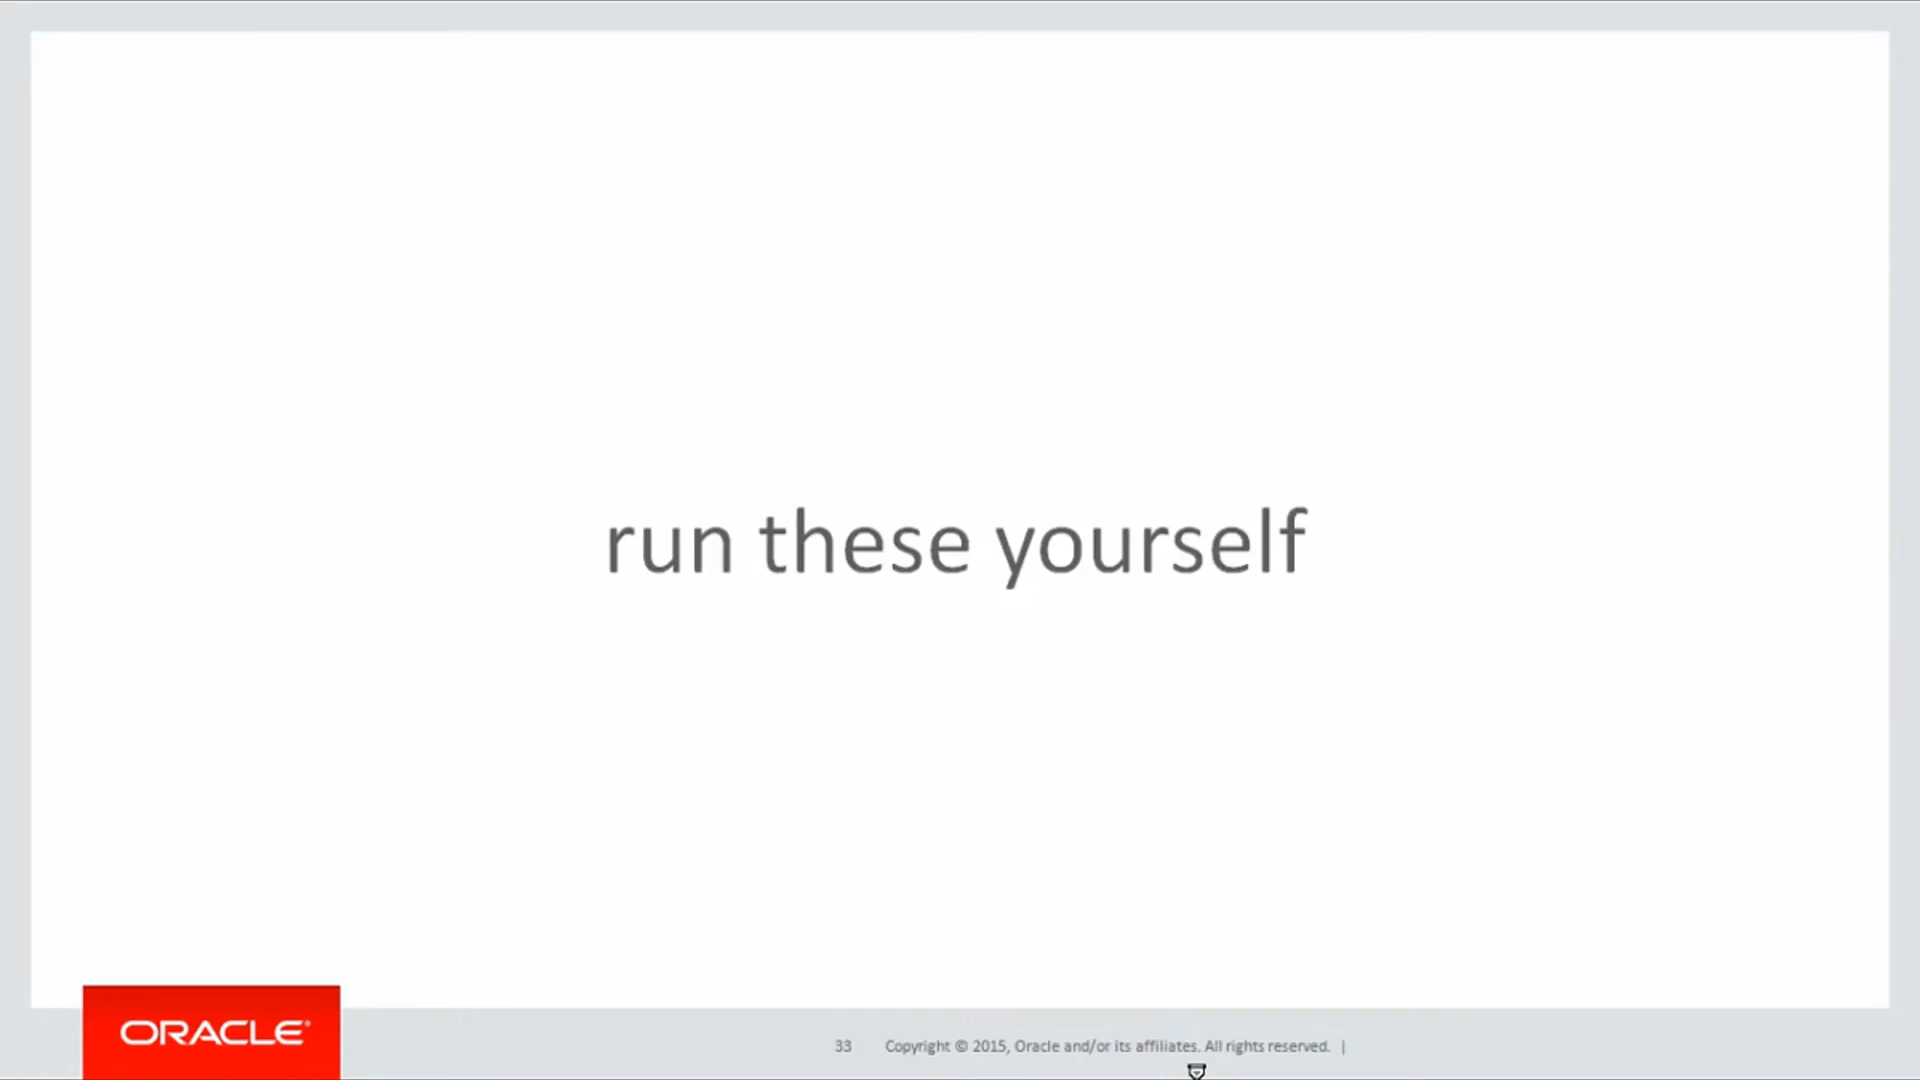 run these yourself
ORACLE®
33 Copyright © 2015, Oracle and/or its affiliates. All rights reserved. |